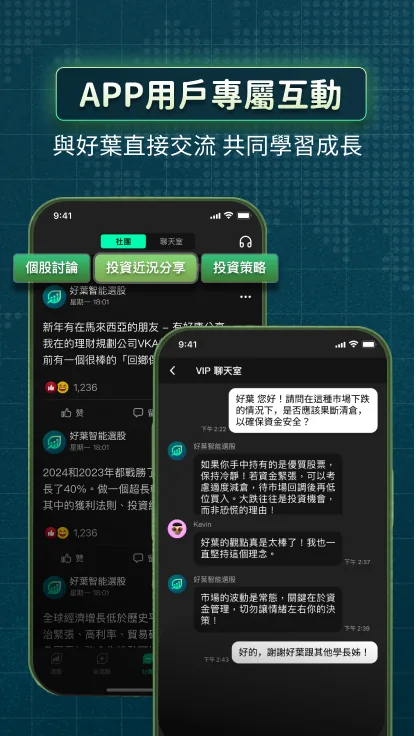 APP用戶專屬互動
與好葉直接交流 共同學習成長
9:41
社團
聊天室
個股討論
投資近況分享
投資策略
好葉智能選股
星期一 18:01
新年有在馬來西亞的朋友 – 有好康分享
我在的理財規劃公司VKA
前有一個很棒的「回鄉
1,236
赞
好葉智能選股
星期一 18:01
2024和2023年都戰勝了
長了40%。做一個超長
其中的獲利法則、投資
1,236
赞
好葉智能選股
星期一 18:01
全球經濟增長低於歷史平
治緊張、高利率、貿易
9:41
VIP 聊天室
好葉 您好！請問在這種市場下跌
的情況下，是否應該果斷清倉，
以確保資金安全？
下午 2:22
好葉智能選股
如果你手中持有的是優質股票，
保持冷靜！若資金緊張，可以考
慮適度減倉，待市場回調後再低
位買入。大跌往往是投資機會，
而非恐慌的理由！
Kevin
好葉的觀點真是太棒了！我也一
直堅持這個理念。
下午 2:37
好葉智能選股
市場的波動是常態，關鍵在於資
金管理，切勿讓情緒左右你的決
策！
下午 2:39
好的，謝謝好葉跟其他學長姊！
下午 2:43